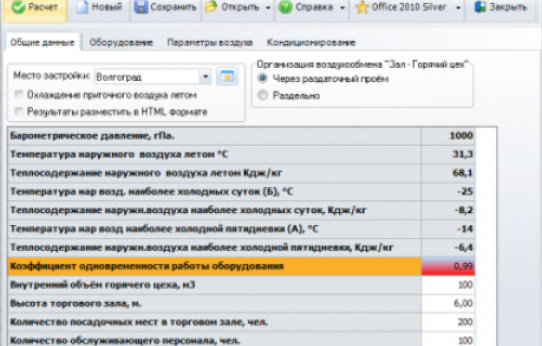 Расчет Новый Сохранить Открыть Справка Office 2010 Silver Закрыть
Общие данные Оборудование Параметры воздуха Кондиционирование
Организация воздухообмена "Зал - Горячий цех"
Место застройки: Волгоград
Через раздаточный проём
Охлаждение приточного воздуха летом
Раздельно
Результаты разместить в HTML формате
Барометрическое давление, гПа. 1000
Температура наружного воздуха летом °С 31,3
Теплосодержание наружного воздуха летом Кдж/кг 68,1
Температура нар возд. наиболее холодных суток (Б), °С -25
Теплосодержание наружн.воздуха наиболее холодных суток, Кдж/кг -8,2
Температура нар возд наиболее холодной пятидневки (А), °С -14
Теплосодержание наружн.воздуха наиболее холодной пятидневки, Кдж/кг -6,4
Коэффициент одновременности работы оборудования 0,99
Внутренний объём горячего цеха, м3 100
Высота торгового зала, м. 6,00
Количество посадочных мест в торговом зале, чел. 200
Количество обслуживающего персонала, чел. 100